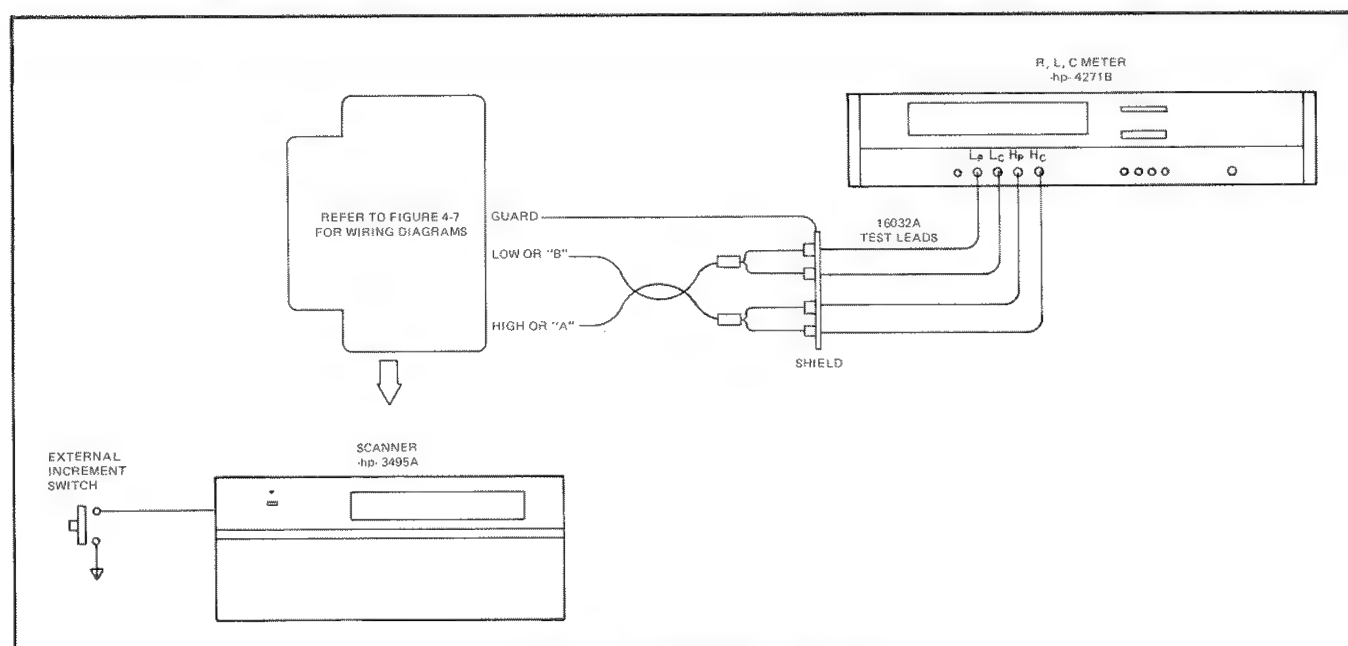 R, L, C METER
-hp- 4271B
LP LC HP HC
REFER TO FIGURE 4-7
FOR WIRING DIAGRAMS
GUARD
LOW OR "B"
HIGH OR "A"
16032A
TEST LEADS
SHIELD
SCANNER
-hp- 3495A
EXTERNAL
INCREMENT
SWITCH